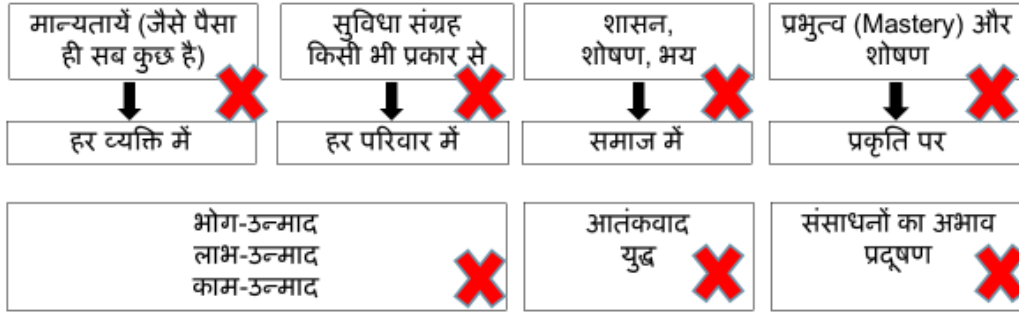 मान्यतायें (जैसे पैसा
ही सब कुछ है)
सुविधा संग्रह
किसी भी प्रकार से
शासन,
शोषण, भय
प्रभुत्व (Mastery) और
शोषण
हर व्यक्ति में
हर परिवार में
समाज में
प्रकृति पर
भोग-उन्माद
लाभ-उन्माद
काम-उन्माद
आतंकवाद
युद्ध
संसाधनों का अभाव
प्रदूषण